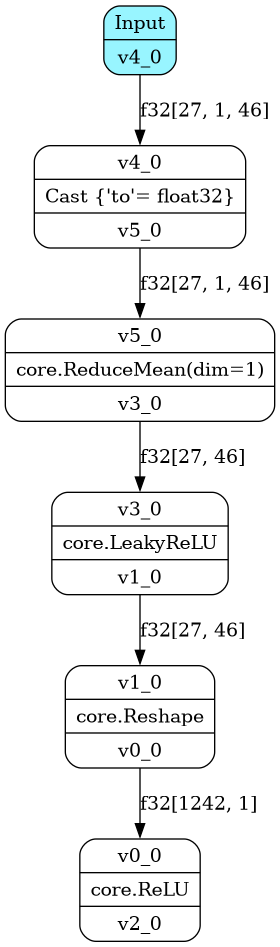 Input
v4_0
f32[27, 1, 46]
v4_0
Cast {'to'= float32}
v5_0
f32[27, 1, 46]
v5_0
core.ReduceMean(dim=1)
v3_0
f32[27, 46]
v3_0
core.LeakyReLU
v1_0
f32[27, 46]
v1_0
core.Reshape
v0_0
f32[1242, 1]
v0_0
core.ReLU
v2_0